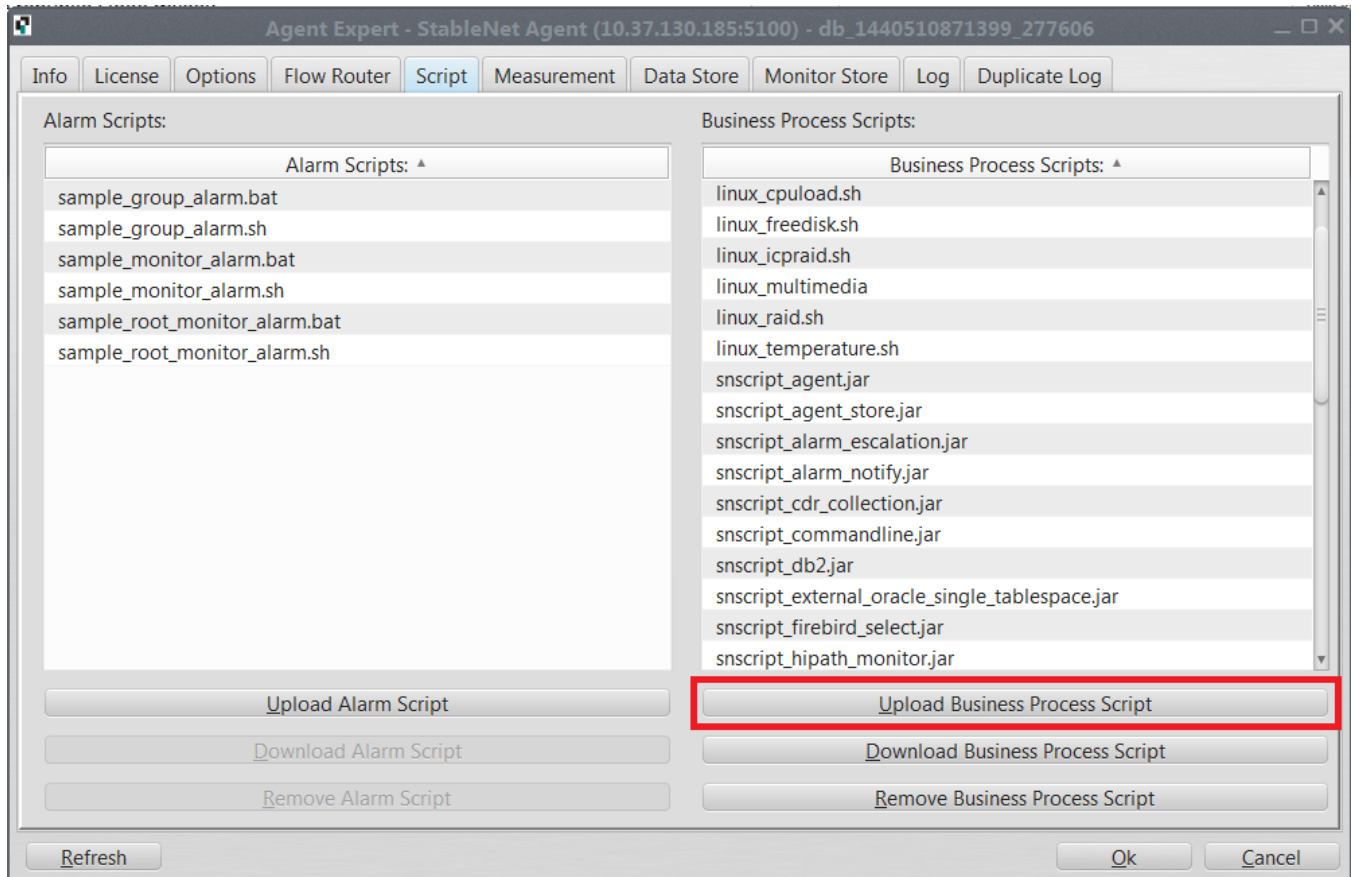 Agent Expert - StableNet Agent (10.37.130.185:5100) - db_1440510871399_277606
Info License Options Flow Router Script Measurement Data Store Monitor Store Log Duplicate Log
Alarm Scripts:
Alarm Scripts:
sample_group_alarm.bat
sample_group_alarm.sh
sample_monitor_alarm.bat
sample_monitor_alarm.sh
sample_root_monitor_alarm.bat
sample_root_monitor_alarm.sh
Upload Alarm Script
Download Alarm Script
Remove Alarm Script
Business Process Scripts:
Business Process Scripts:
linux_cpuload.sh
linux_freedisk.sh
linux_icpraid.sh
linux_multimedia
linux_raid.sh
linux_temperature.sh
snscript_agent.jar
snscript_agent_store.jar
snscript_alarm_escalation.jar
snscript_alarm_notify.jar
snscript_cdr_collection.jar
snscript_commandline.jar
snscript_db2.jar
snscript_external_oracle_single_tablespace.jar
snscript_firebird_select.jar
snscript_hipath_monitor.jar
Upload Business Process Script
Download Business Process Script
Remove Business Process Script
Refresh Ok Cancel